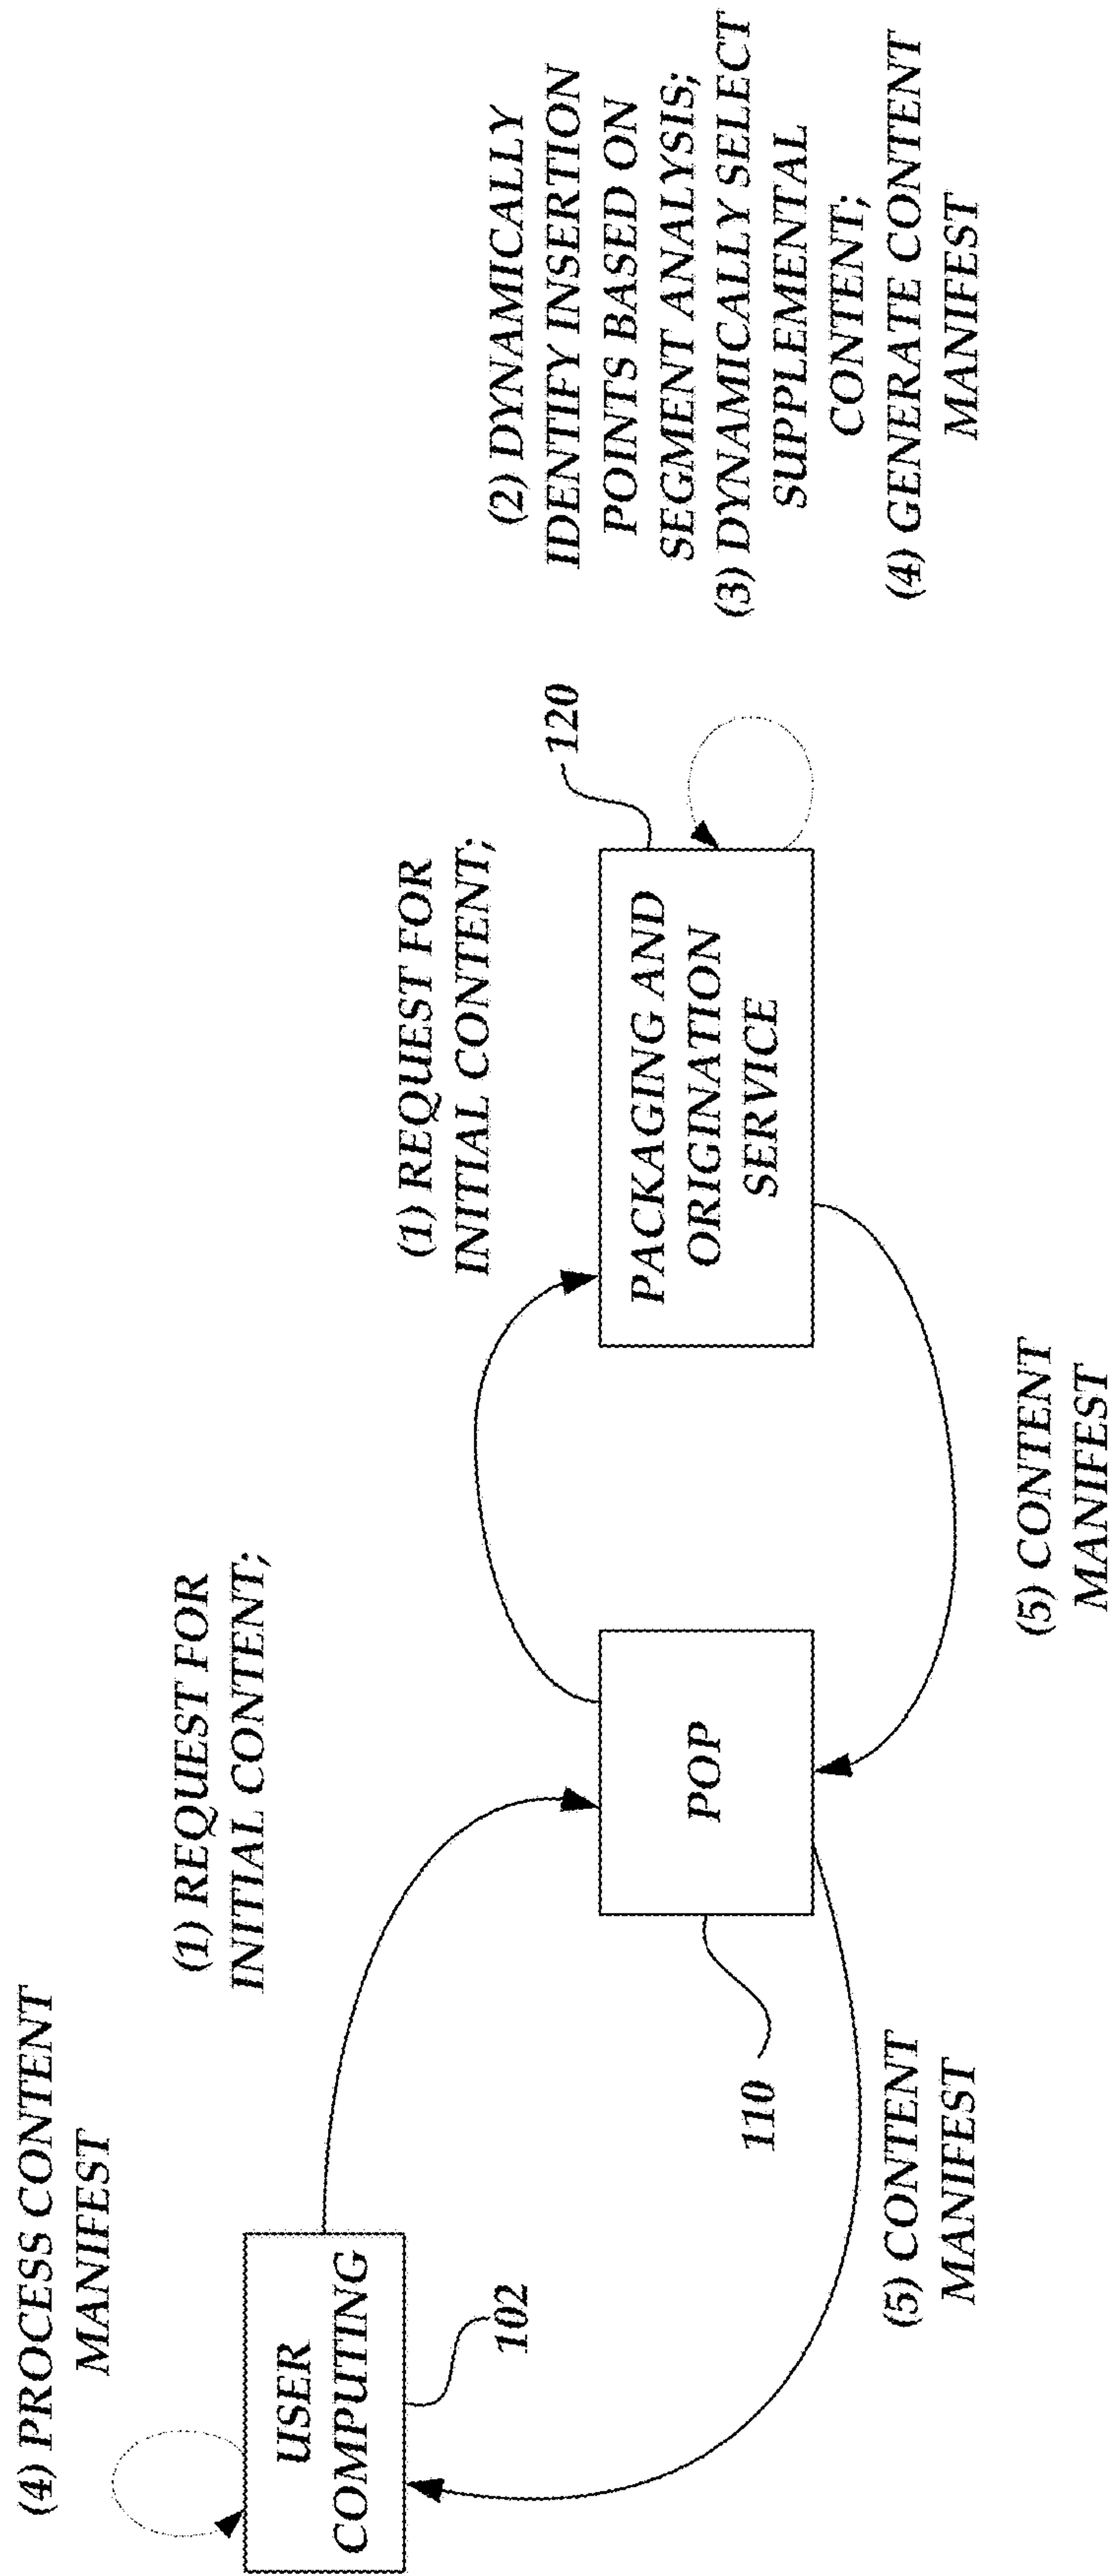 (4) PROCESS CONTENT
MANIFEST
(1) REQUEST FOR
INITIAL CONTENT;
USER
COMPUTING
102
(1) REQUEST FOR
INITIAL CONTENT;
POP
110
(5) CONTENT
MANIFEST
PACKAGING AND
ORIGINATION
SERVICE
120
(5) CONTENT
MANIFEST
(2) DYNAMICALLY
IDENTIFY INSERTION
POINTS BASED ON
SEGMENT ANALYSIS;
(3) DYNAMICALLY SELECT
SUPPLEMENTAL
CONTENT;
(4) GENERATE CONTENT
MANIFEST